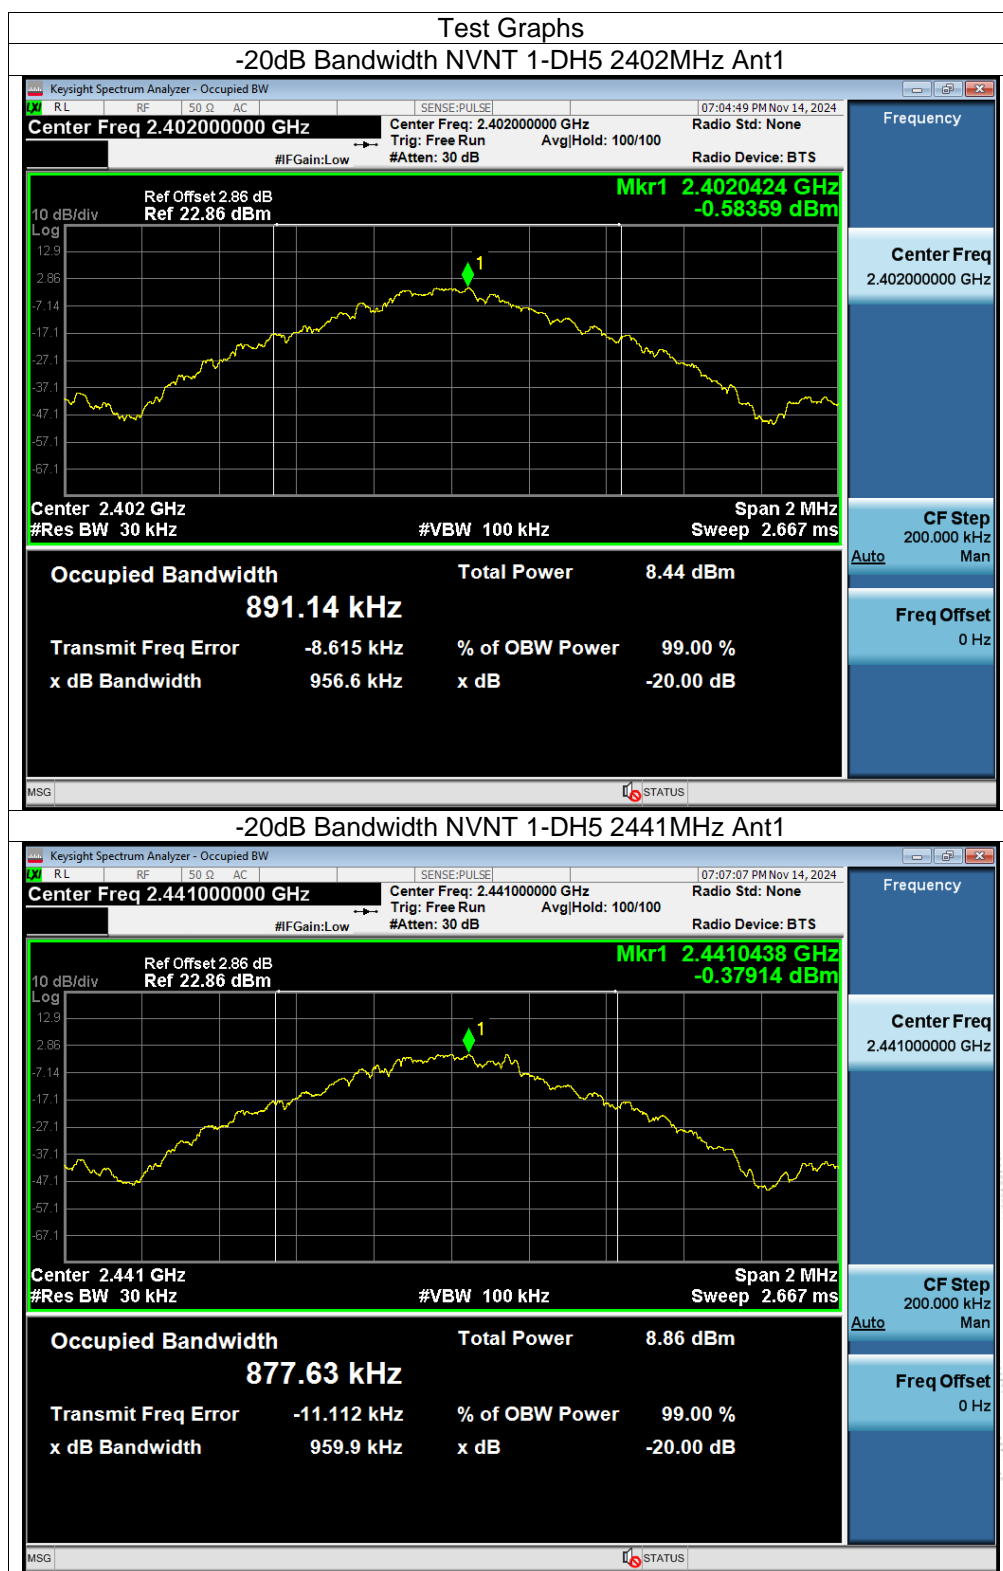 Test Graphs
-20dB Bandwidth NVNT 1-DH5 2402MHz Ant1
Keysight Spectrum Analyzer - Occupied BW
LXI RL RF 50 Ω AC SENSE:PULSE 07:04:49 PM Nov 14, 2024
Center Freq 2.402000000 GHz
Center Freq: 2.402000000 GHz Radio Std: None
Trig: Free Run Avg|Hold: 100/100
#IFGain:Low #Atten: 30 dB Radio Device: BTS
Frequency
Mkr1 2.4020424 GHz
-0.58359 dBm
Ref Offset 2.86 dB
10 dB/div Ref 22.86 dBm
Log
12.9
2.86
-7.14
-17.1
-27.1
-37.1
-47.1
-57.1
-67.1
1
Center 2.402 GHz Span 2 MHz
#Res BW 30 kHz #VBW 100 kHz Sweep 2.667 ms
Center Freq
2.402000000 GHz
CF Step
200.000 kHz
Auto Man
Freq Offset
0 Hz
Occupied Bandwidth Total Power 8.44 dBm
891.14 kHz
Transmit Freq Error -8.615 kHz % of OBW Power 99.00 %
x dB Bandwidth 956.6 kHz x dB -20.00 dB
MSG STATUS
-20dB Bandwidth NVNT 1-DH5 2441MHz Ant1
Keysight Spectrum Analyzer - Occupied BW
LXI RL RF 50 Ω AC SENSE:PULSE 07:07:07 PM Nov 14, 2024
Center Freq 2.441000000 GHz
Center Freq: 2.441000000 GHz Radio Std: None
Trig: Free Run Avg|Hold: 100/100
#IFGain:Low #Atten: 30 dB Radio Device: BTS
Frequency
Mkr1 2.4410438 GHz
-0.37914 dBm
Ref Offset 2.86 dB
10 dB/div Ref 22.86 dBm
Log
12.9
2.86
-7.14
-17.1
-27.1
-37.1
-47.1
-57.1
-67.1
1
Center 2.441 GHz Span 2 MHz
#Res BW 30 kHz #VBW 100 kHz Sweep 2.667 ms
Center Freq
2.441000000 GHz
CF Step
200.000 kHz
Auto Man
Freq Offset
0 Hz
Occupied Bandwidth Total Power 8.86 dBm
877.63 kHz
Transmit Freq Error -11.112 kHz % of OBW Power 99.00 %
x dB Bandwidth 959.9 kHz x dB -20.00 dB
MSG STATUS